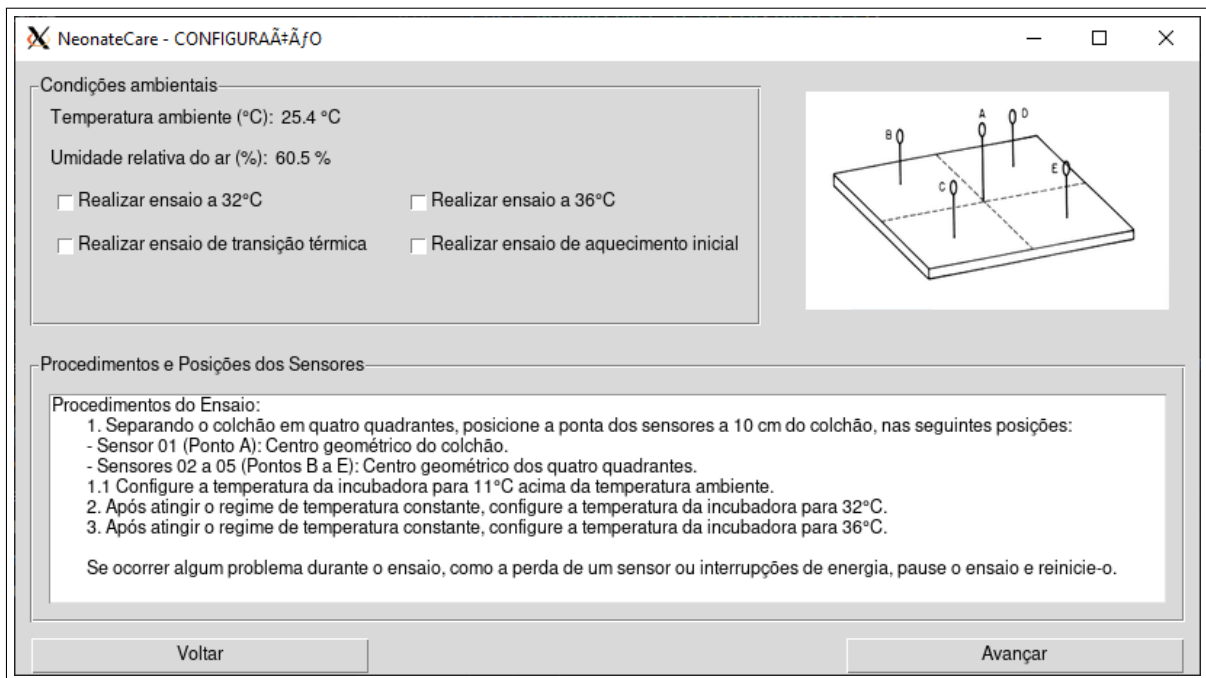 NeonateCare - CONFIGURAÃ‡ÃƒO
Condições ambientais
Temperatura ambiente (°C): 25.4 °C
Umidade relativa do ar (%): 60.5 %
Realizar ensaio a 32°C
Realizar ensaio a 36°C
Realizar ensaio de transição térmica
Realizar ensaio de aquecimento inicial
A
D
B
E
C
Procedimentos e Posições dos Sensores
Procedimentos do Ensaio:
1. Separando o colchão em quatro quadrantes, posicione a ponta dos sensores a 10 cm do colchão, nas seguintes posições:
- Sensor 01 (Ponto A): Centro geométrico do colchão.
- Sensores 02 a 05 (Pontos B a E): Centro geométrico dos quatro quadrantes.
1.1 Configure a temperatura da incubadora para 11°C acima da temperatura ambiente.
2. Após atingir o regime de temperatura constante, configure a temperatura da incubadora para 32°C.
3. Após atingir o regime de temperatura constante, configure a temperatura da incubadora para 36°C.
Se ocorrer algum problema durante o ensaio, como a perda de um sensor ou interrupções de energia, pause o ensaio e reinicie-o.
Voltar
Avançar